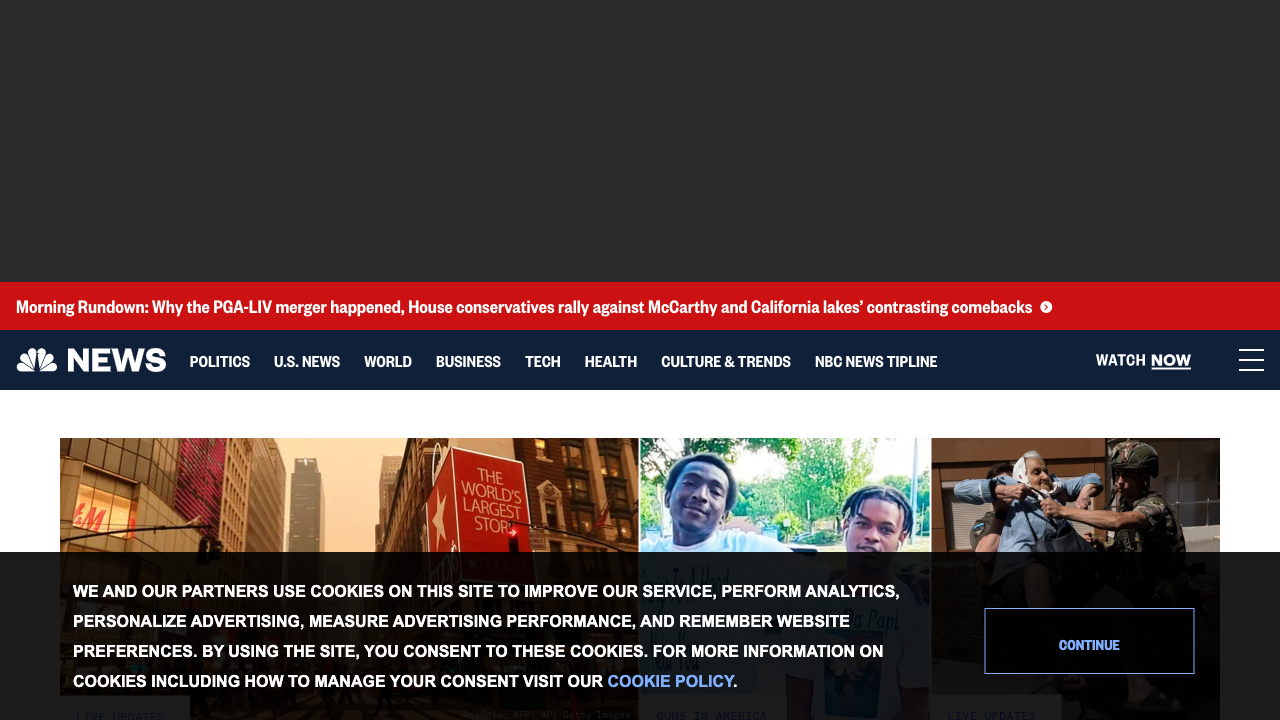 Morning Rundown: Why the PGA-LIV merger happened, House conservatives rally against McCarthy and California lakes’ contrasting comebacks
NEWS POLITICS U.S. NEWS WORLD BUSINESS TECH HEALTH CULTURE & TRENDS NBC NEWS TIPLINE WATCH NOW
THE
WORLD'S
LARGEST
STORE
H&M
WE AND OUR PARTNERS USE COOKIES ON THIS SITE TO IMPROVE OUR SERVICE, PERFORM ANALYTICS,
PERSONALIZE ADVERTISING, MEASURE ADVERTISING PERFORMANCE, AND REMEMBER WEBSITE
PREFERENCES. BY USING THE SITE, YOU CONSENT TO THESE COOKIES. FOR MORE INFORMATION ON
COOKIES INCLUDING HOW TO MANAGE YOUR CONSENT VISIT OUR COOKIE POLICY.
CONTINUE
AFP; AP; Getty Images
LIVE UPDATES
GUNS IN AMERICA
LIVE UPDATES